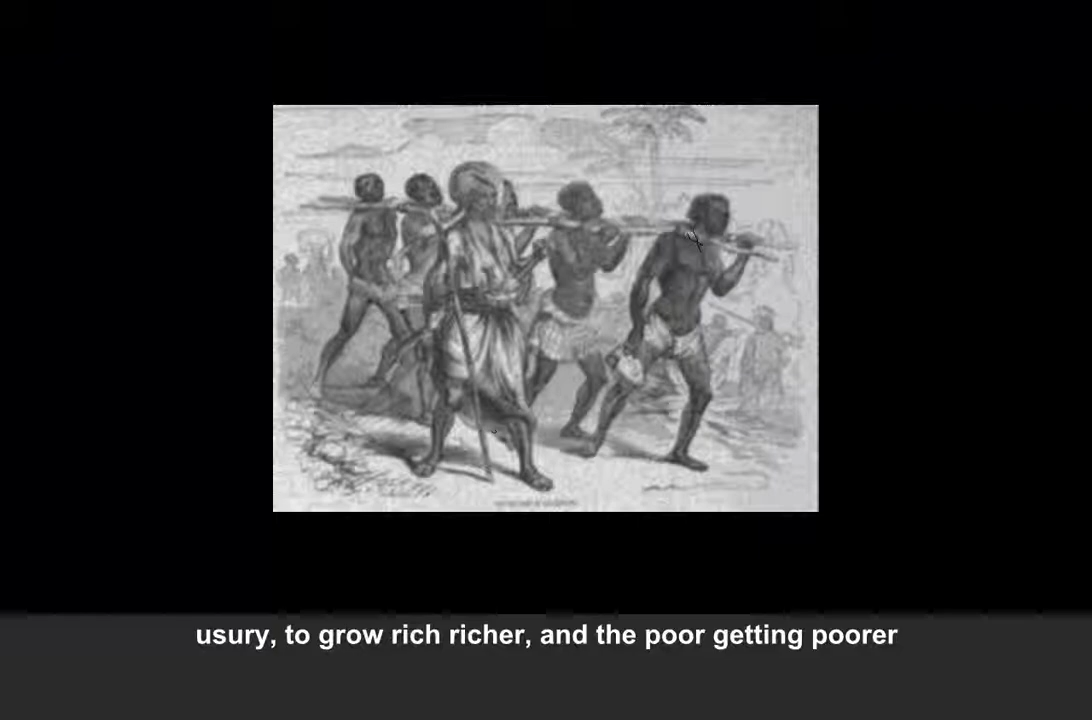 usury, to grow rich richer, and the poor getting poorer